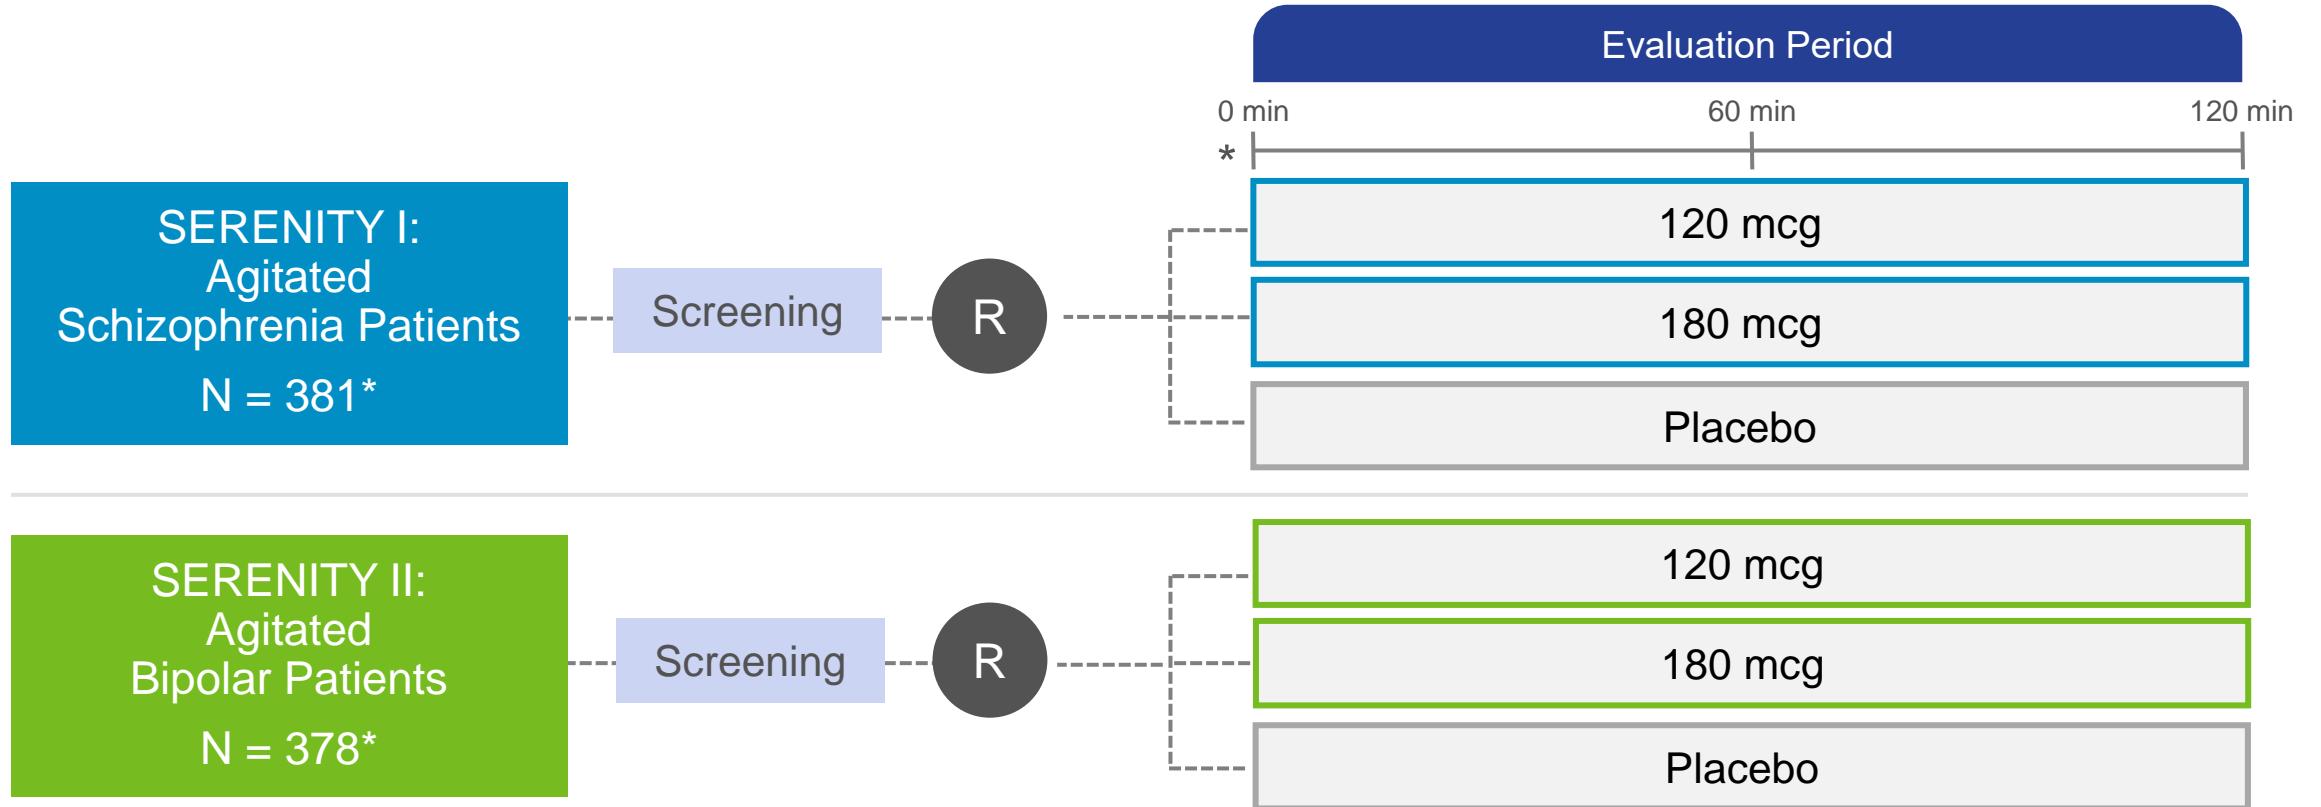 Evaluation Period
0 min
60 min
120 min
*
SERENITY I:
Agitated
Schizophrenia Patients
N = 381*
Screening
R
120 mcg
180 mcg
Placebo
SERENITY II:
Agitated
Bipolar Patients
N = 378*
Screening
R
120 mcg
180 mcg
Placebo